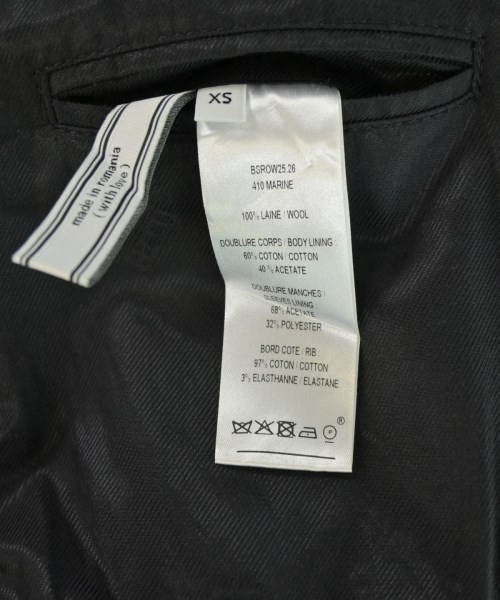 XS
made in romania
( with love )
BSROW25.26
410 MARINE
100% LAINE / WOOL
DOUBLURE CORPS / BODY LINING :
60% COTON / COTTON
40 % ACETATE
DOUBLURE MANCHES /
SLEEVES LINING :
68% ACETATE
32% POLYESTER
BORD COTE / RIB :
97% COTON / COTTON
3% ELASTHANNE / ELASTANE
P
®